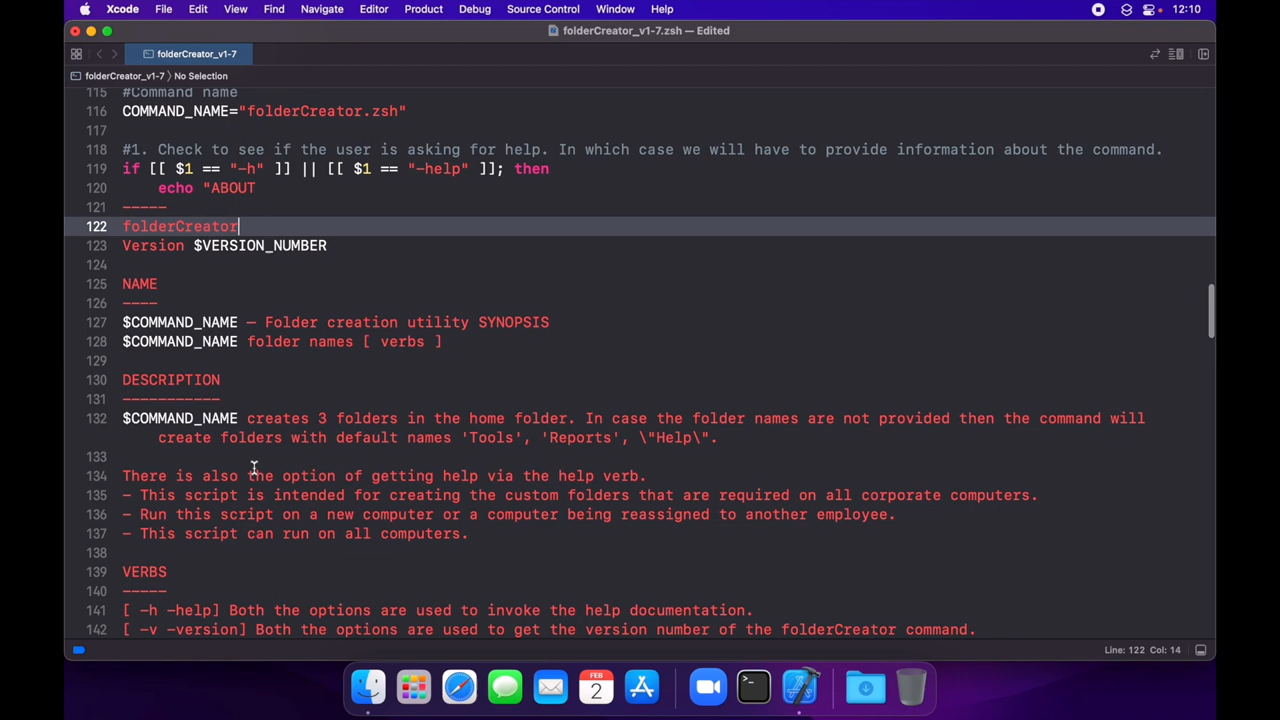 Xcode File Edit View Find Navigate Editor Product Debug Source Control Window Help 12:10
folderCreator_v1-7.zsh — Edited
folderCreator_v1-7
folderCreator_v1-7 〉 No Selection
115 #Command name
116 COMMAND_NAME="folderCreator.zsh"
117
118 #1. Check to see if the user is asking for help. In which case we will have to provide information about the command.
119 if [[ $1 == "-h" ]] || [[ $1 == "-help" ]]; then
120 echo "ABOUT
121 -----
122 folderCreator
123 Version $VERSION_NUMBER
124
125 NAME
126 ----
127 $COMMAND_NAME — Folder creation utility SYNOPSIS
128 $COMMAND_NAME folder names [ verbs ]
129
130 DESCRIPTION
131 -----------
132 $COMMAND_NAME creates 3 folders in the home folder. In case the folder names are not provided then the command will
create folders with default names 'Tools', 'Reports', \"Help\".
133
134 There is also the option of getting help via the help verb.
135 - This script is intended for creating the custom folders that are required on all corporate computers.
136 - Run this script on a new computer or a computer being reassigned to another employee.
137 - This script can run on all computers.
138
139 VERBS
140 -----
141 [ -h -help] Both the options are used to invoke the help documentation.
142 [ -v -version] Both the options are used to get the version number of the folderCreator command.
Line: 122 Col: 14
FEB
2